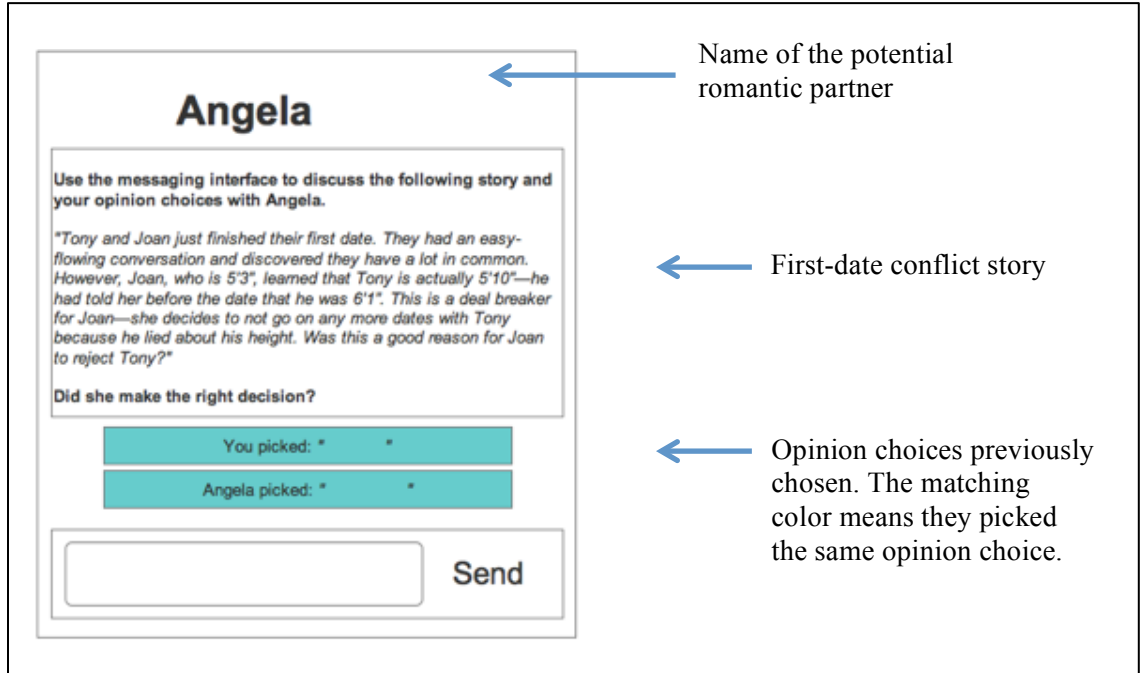 Name of the potential
romantic partner
Angela
Use the messaging interface to discuss the following story and
your opinion choices with Angela.
"Tony and Joan just finished their first date. They had an easy-
flowing conversation and discovered they have a lot in common.
However, Joan, who is 5'3", learned that Tony is actually 5'10"—he
had told her before the date that he was 6'1". This is a deal breaker
for Joan—she decides to not go on any more dates with Tony
because he lied about his height. Was this a good reason for Joan
to reject Tony?"
First-date conflict story
Did she make the right decision?
You picked: " "
Angela picked: " "
Opinion choices previously
chosen. The matching
color means they picked
the same opinion choice.
Send